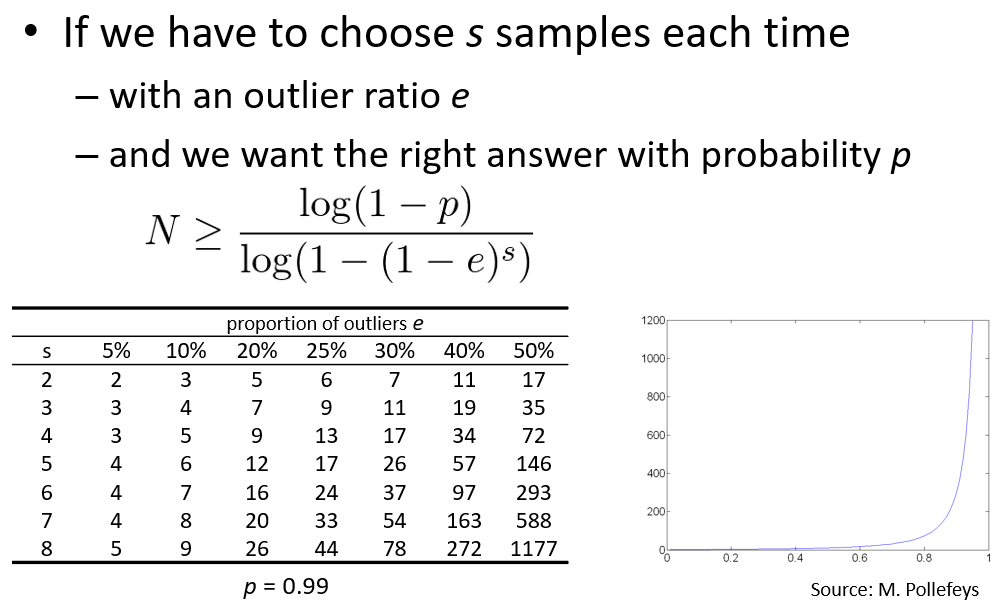 • If we have to choose s samples each time
– with an outlier ratio e
– and we want the right answer with probability p
N ≥ log(1 − p) / log(1 − (1 − e)^s)
proportion of outliers e
s 5% 10% 20% 25% 30% 40% 50%
2 2 3 5 6 7 11 17
3 3 4 7 9 11 19 35
4 3 5 9 13 17 34 72
5 4 6 12 17 26 57 146
6 4 7 16 24 37 97 293
7 4 8 20 33 54 163 588
8 5 9 26 44 78 272 1177
p = 0.99
1200
1000
800
600
400
200
0
0 0.2 0.4 0.6 0.8 1
Source: M. Pollefeys